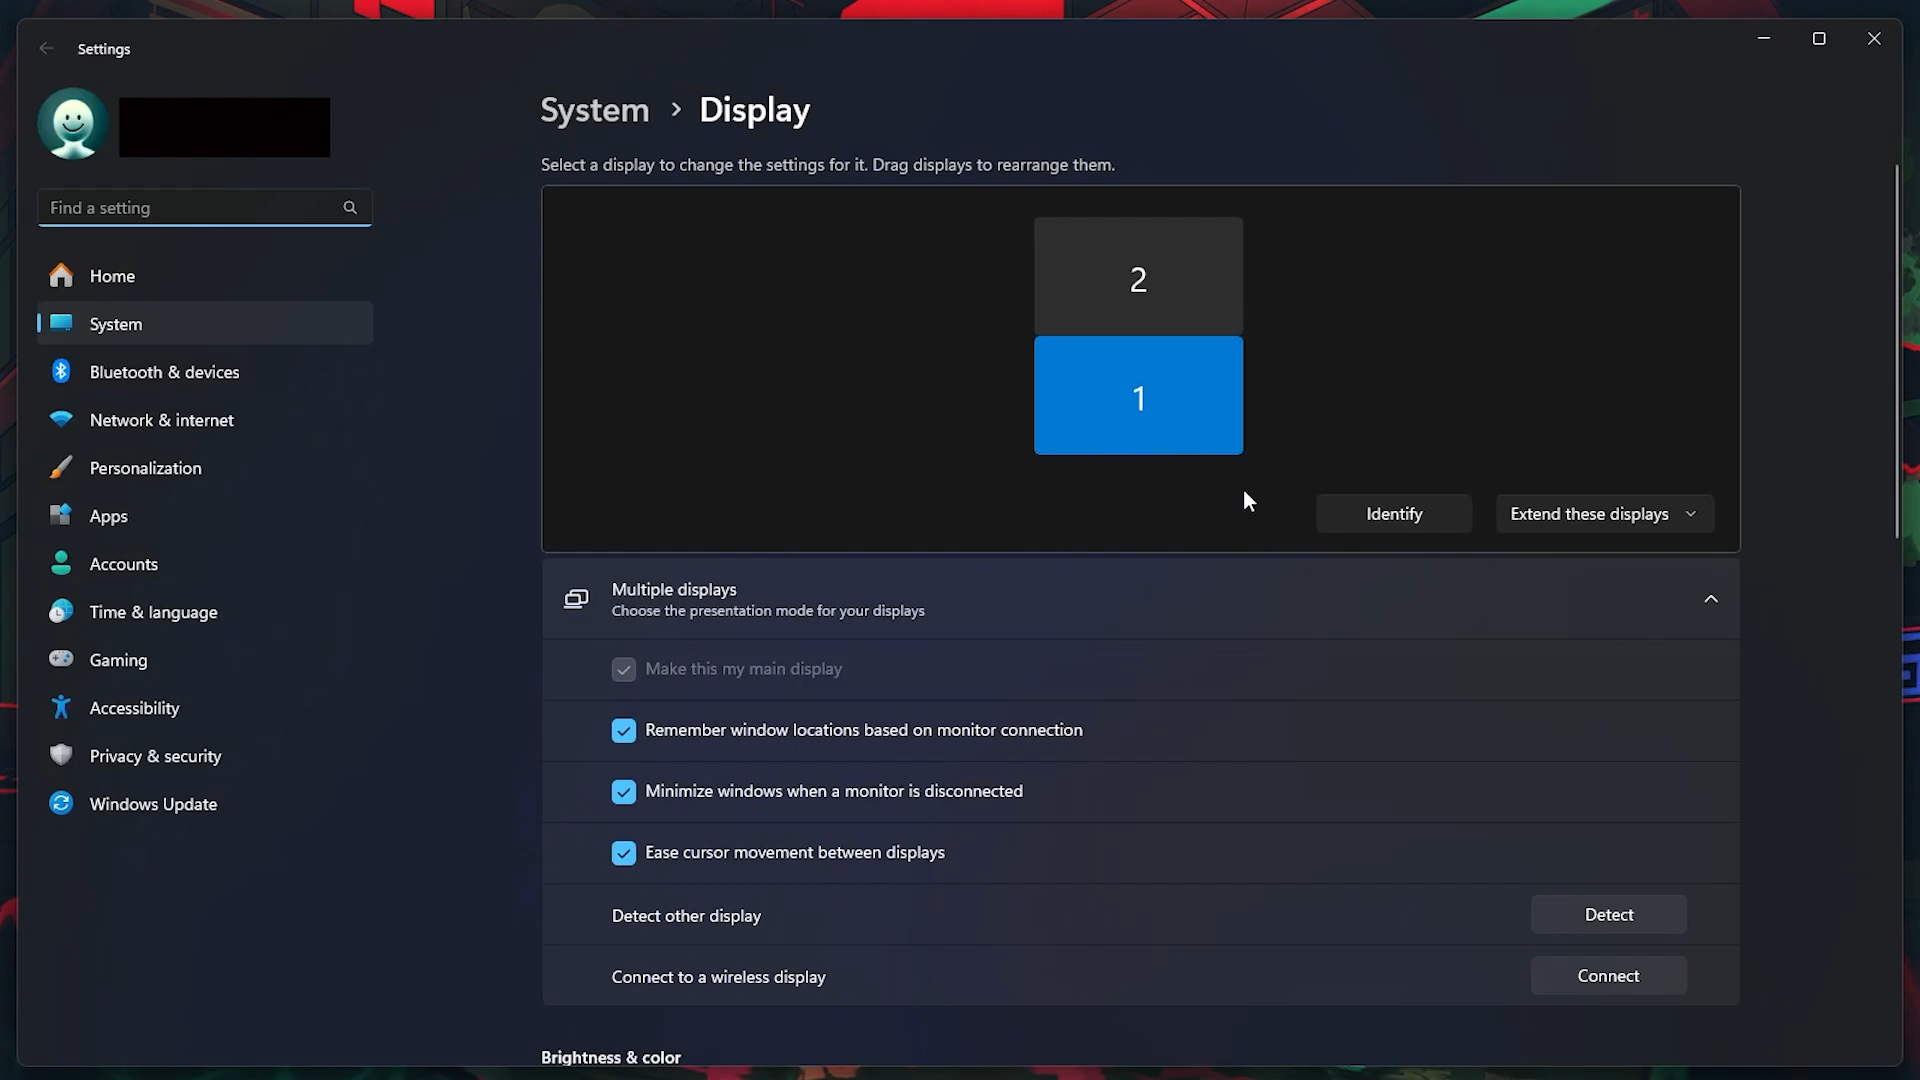 Settings
Find a setting
Home
System
Bluetooth & devices
Network & internet
Personalization
Apps
Accounts
Time & language
Gaming
Accessibility
Privacy & security
Windows Update
System > Display
Select a display to change the settings for it. Drag displays to rearrange them.
2
1
Identify
Extend these displays
Multiple displays
Choose the presentation mode for your displays
Make this my main display
Remember window locations based on monitor connection
Minimize windows when a monitor is disconnected
Ease cursor movement between displays
Detect other display
Detect
Connect to a wireless display
Connect
Brightness & color